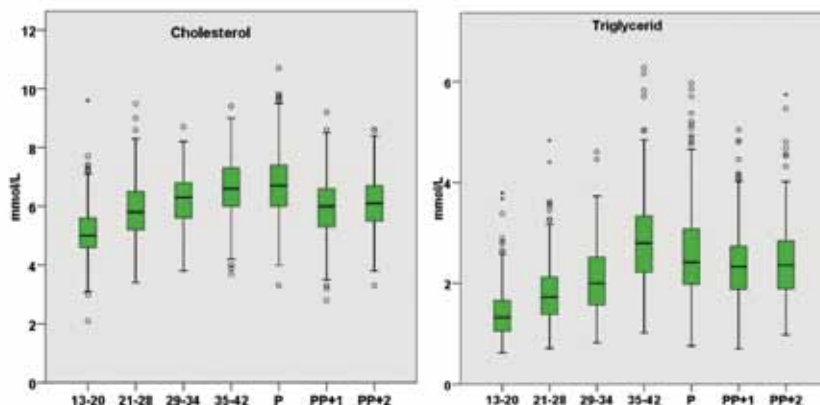 Cholesterol
mmol/L
12
10
8
6
4
2
0
13-20 21-28 29-34 35-42 P PP+1 PP+2
Triglycerid
mmol/L
6
4
2
0
13-20 21-28 29-34 35-42 P PP+1 PP+2